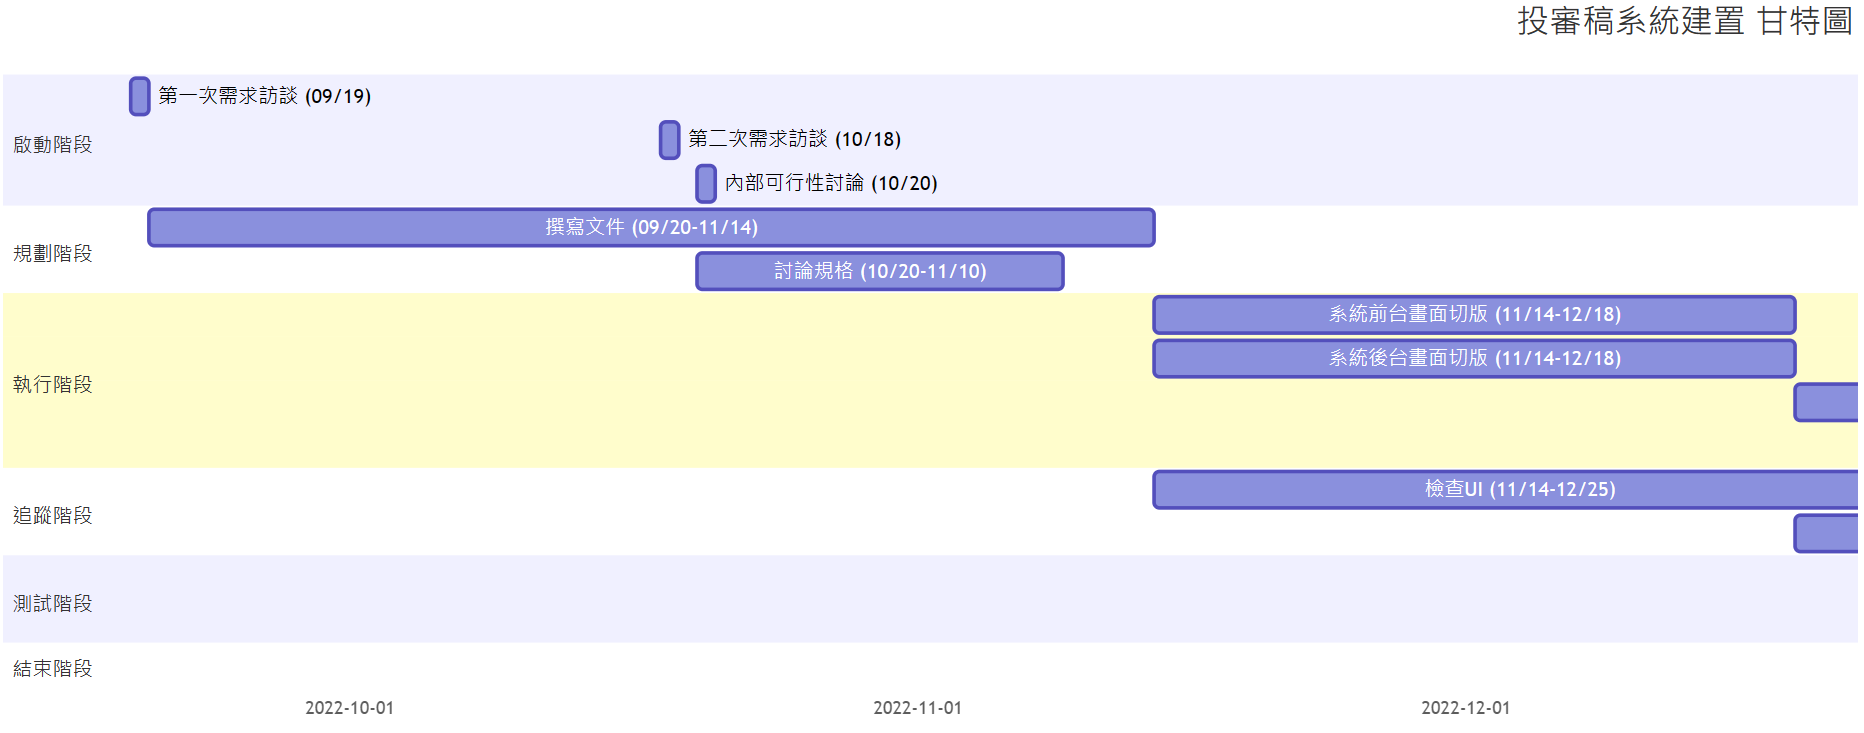 投審稿系統建置 甘特圖
啟動階段
第一次需求訪談 (09/19)
第二次需求訪談 (10/18)
內部可行性討論 (10/20)
規劃階段
撰寫文件 (09/20-11/14)
討論規格 (10/20-11/10)
執行階段
系統前台畫面切版 (11/14-12/18)
系統後台畫面切版 (11/14-12/18)
追蹤階段
檢查UI (11/14-12/25)
測試階段
結束階段
2022-10-01
2022-11-01
2022-12-01